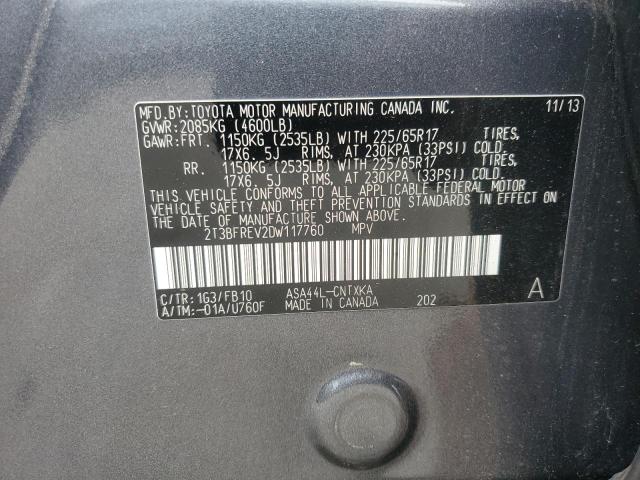 MFD.BY:TOYOTA MOTOR MANUFACTURING CANADA INC. 11/13
GVWR:2085KG (4600LB)
GAWR:FRT. 1150KG (2535LB) WITH 225/65R17 TIRES,
17X6. 5J RIMS, AT 230KPA (33PSI) COLD.
RR. 1150KG (2535LB) WITH 225/65R17 TIRES,
17X6. 5J RIMS, AT 230KPA (33PSI) COLD.
THIS VEHICLE CONFORMS TO ALL APPLICABLE FEDERAL MOTOR
VEHICLE SAFETY AND THEFT PREVENTION STANDARDS IN EFFECT ON
THE DATE OF MANUFACTURE SHOWN ABOVE.
2T3BFREV2DW117760 MPV
C/TR: 1G3/FB10 ASA44L-CNTXKA A
A/TM:-01A/U760F MADE IN CANADA 202